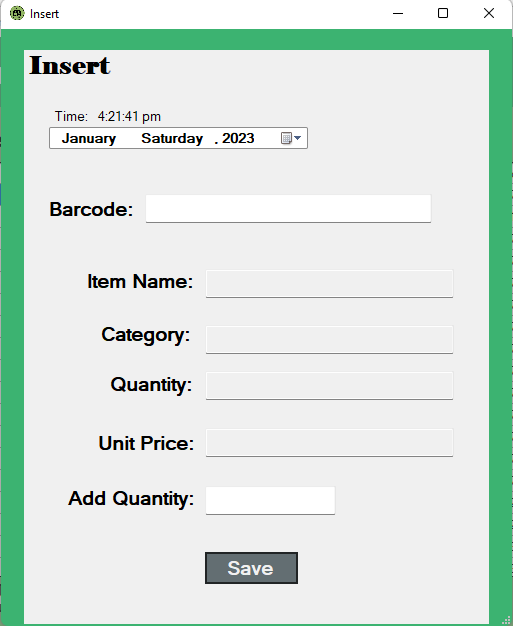 Insert
Insert
Time: 4:21:41 pm
January Saturday , 2023
Barcode:
Item Name:
Category:
Quantity:
Unit Price:
Add Quantity:
Save